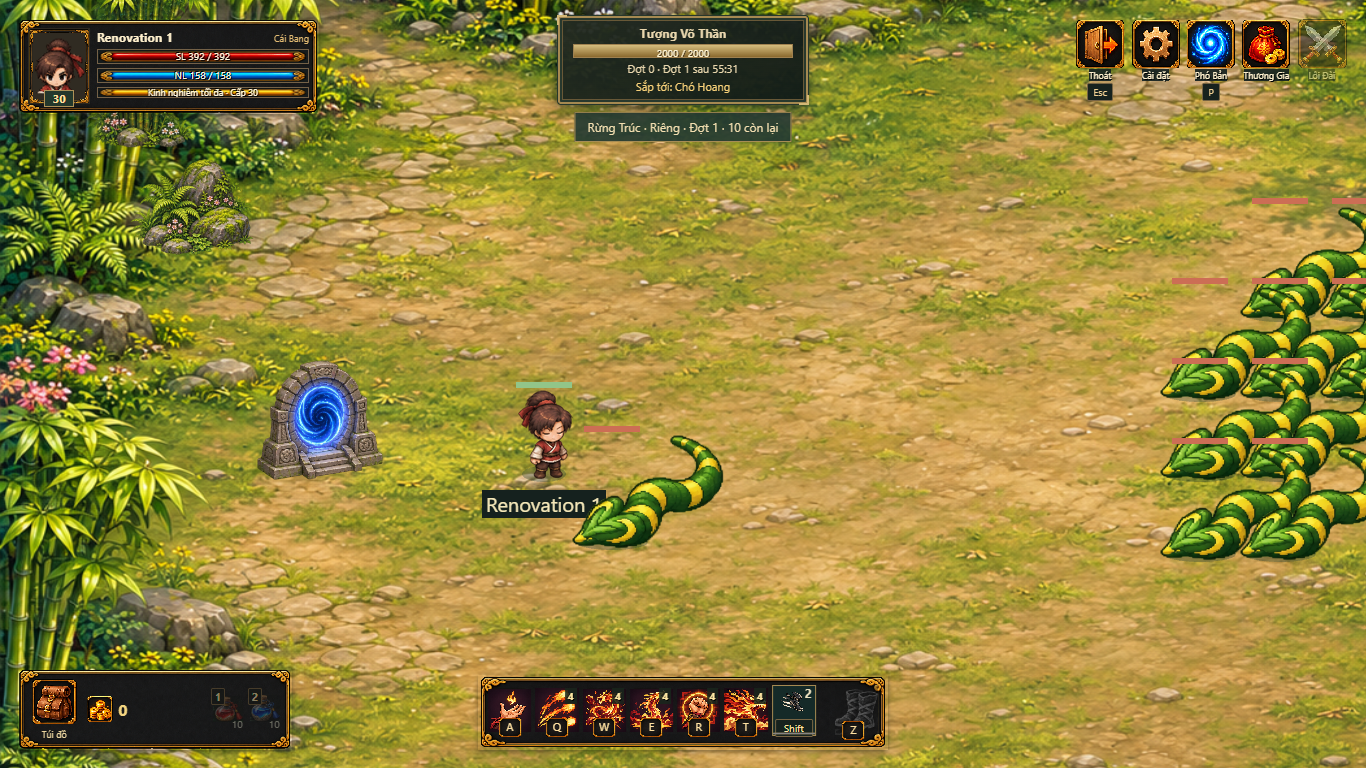 Renovation 1
Cái Bang
SL 392 / 392
NL 158 / 158
Kinh nghiệm tối đa · Cấp 30
30
Tượng Võ Thần
2000 / 2000
Đợt 0 · Đợt 1 sau 55:31
Sắp tới: Chó Hoang
Rừng Trúc · Riêng · Đợt 1 · 10 còn lại
Thoát
Cài đặt
Phó Bản
Thương Gia
Lôi Đài
Esc
P
Renovation 1
Túi đồ
0
1
10
2
10
A
4
Q
4
W
4
E
4
R
4
T
2
Shift
Z